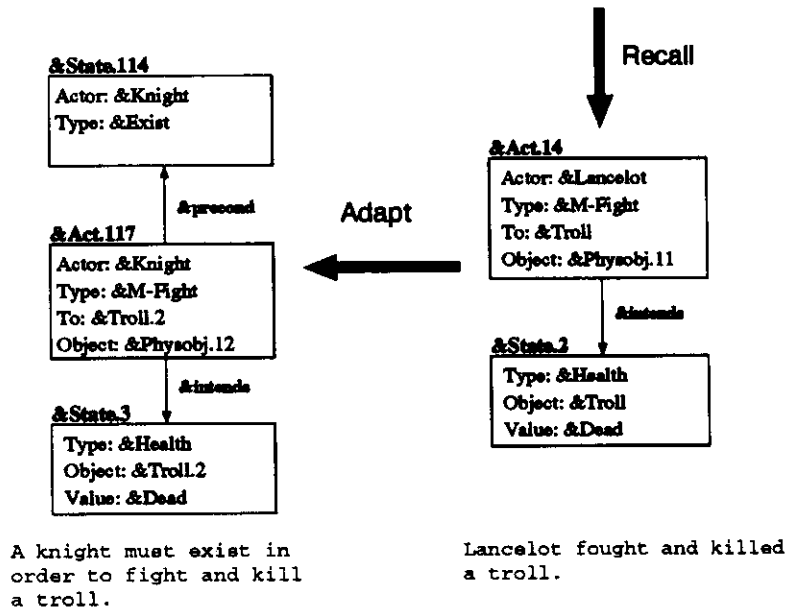 &State.114
Actor: &Knight
Type: &Exist
&precond
&Act.117
Actor: &Knight
Type: &M-Fight
To: &Troll.2
Object: &Physobj.12
&intends
&State.3
Type: &Health
Object: &Troll.2
Value: &Dead
A knight must exist in
order to fight and kill
a troll.
Adapt
Recall
&Act.14
Actor: &Lancelot
Type: &M-Fight
To: &Troll
Object: &Physobj.11
&intends
&State.2
Type: &Health
Object: &Troll
Value: &Dead
Lancelot fought and killed
a troll.